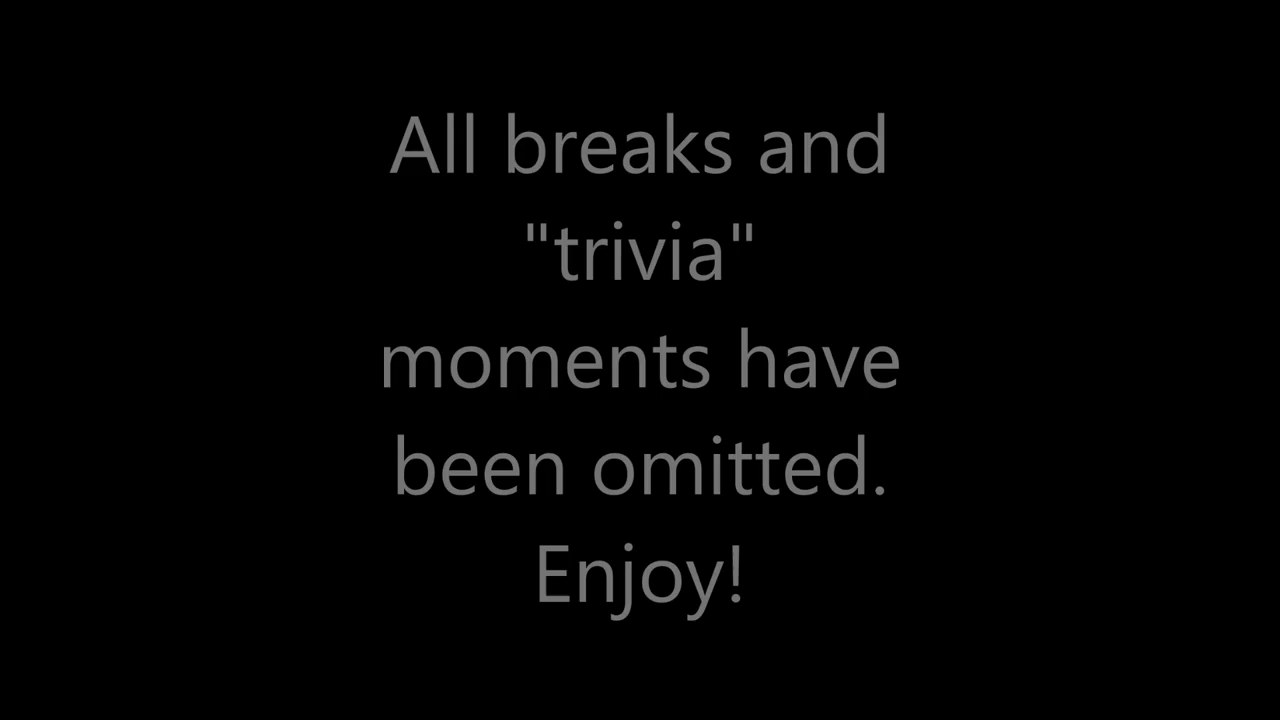 All breaks and
"trivia"
moments have
been omitted.
Enjoy!